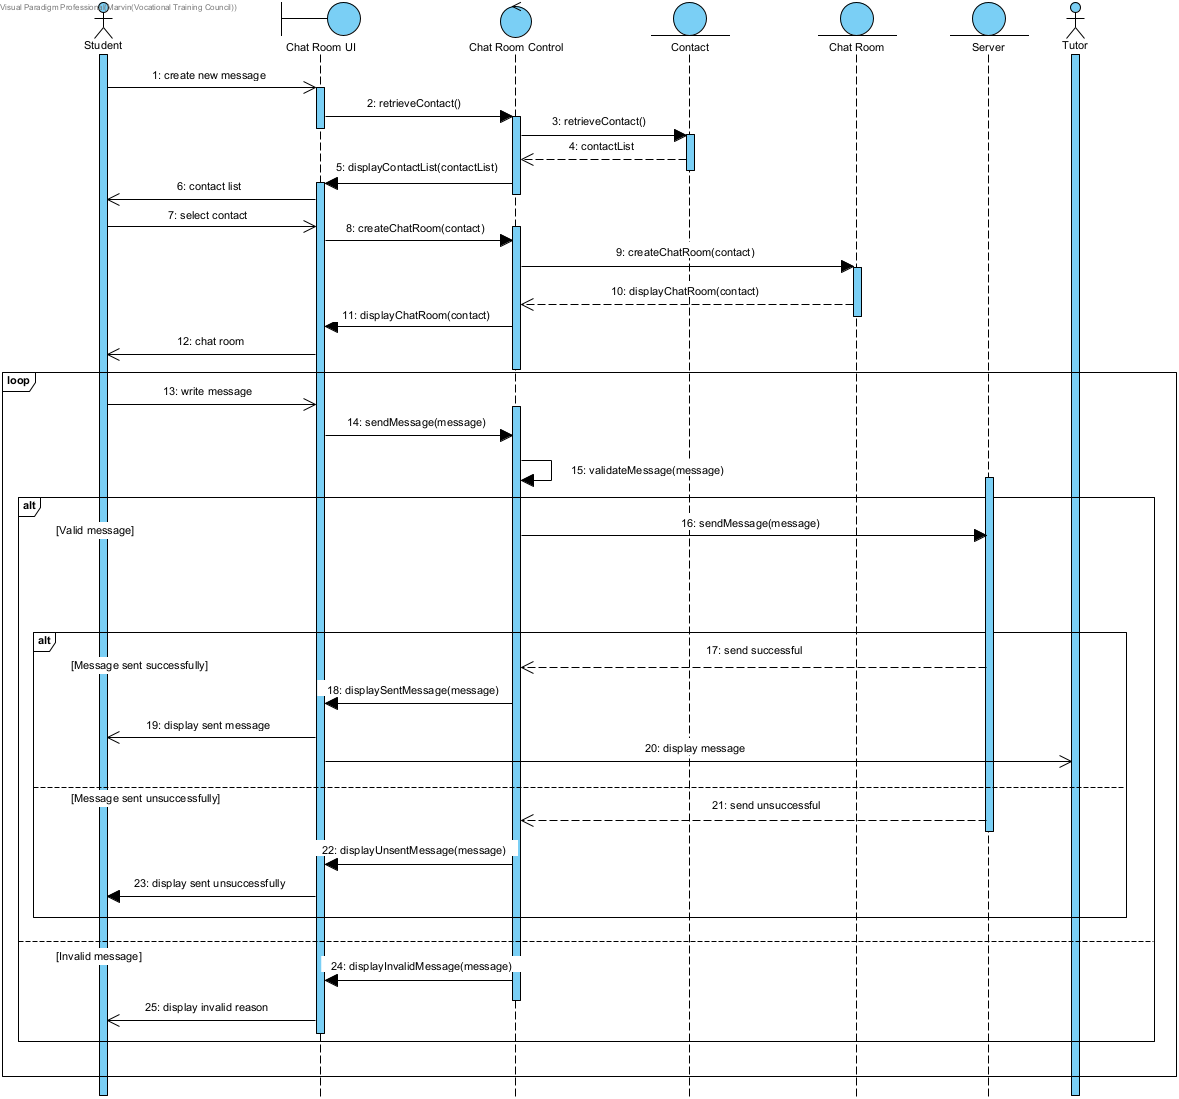 Visual Paradigm Professional Marvin(Vocational Training Council))
Student
Chat Room UI
Chat Room Control
Contact
Chat Room
Server
Tutor
1: create new message
2: retrieveContact()
3: retrieveContact()
4: contactList
5: displayContactList(contactList)
6: contact list
7: select contact
8: createChatRoom(contact)
9: createChatRoom(contact)
10: displayChatRoom(contact)
11: displayChatRoom(contact)
12: chat room
loop
13: write message
14: sendMessage(message)
15: validateMessage(message)
alt
[Valid message]
16: sendMessage(message)
alt
[Message sent successfully]
17: send successful
18: displaySentMessage(message)
19: display sent message
20: display message
[Message sent unsuccessfully]
21: send unsuccessful
22: displayUnsentMessage(message)
23: display sent unsuccessfully
[Invalid message]
24: displayInvalidMessage(message)
25: display invalid reason